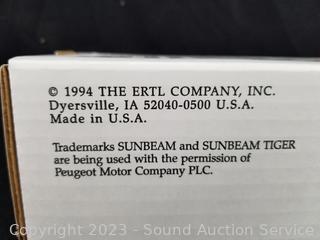 © 1994 THE ERTL COMPANY, INC.
Dyersville, IA 52040-0500 U.S.A.
Made in U.S.A.
Trademarks SUNBEAM and SUNBEAM TIGER
are being used with the permission of
Peugeot Motor Company PLC.
Copyright 2023 - Sound Auction Service